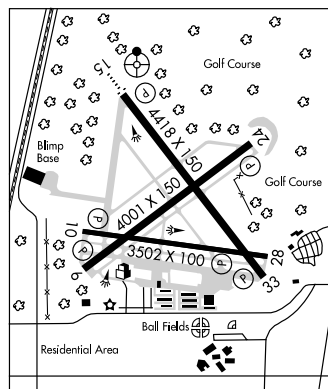 Golf Course
15
P
4418 X 150
24
Blimp
Base
P
Golf Course
4001 X 150
P
10
P
3502 X 100
28
6
P
P
33
Ball Fields
Residential Area